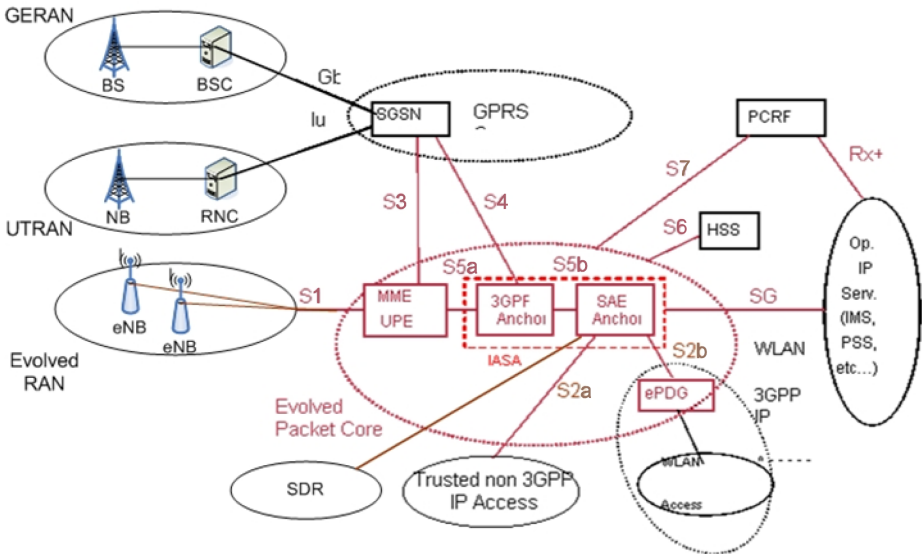 GERAN
BS
BSC
Gb
GPRS
SGSN
PCRF
Iu
Rx+
S7
NB
RNC
S3
S4
UTRAN
S6
HSS
Op.
IP
Serv.
(IMS,
PSS,
etc...)
S5a
S5b
S1
MME
UPE
3GPP
Anchor
SAE
Anchor
SG
eNB
eNB
IASA
WLAN
S2b
Evolved
RAN
S2a
ePDG
3GPP
IP
Evolved
Packet Core
SDR
Trusted non 3GPP
IP Access
WLAN
Access